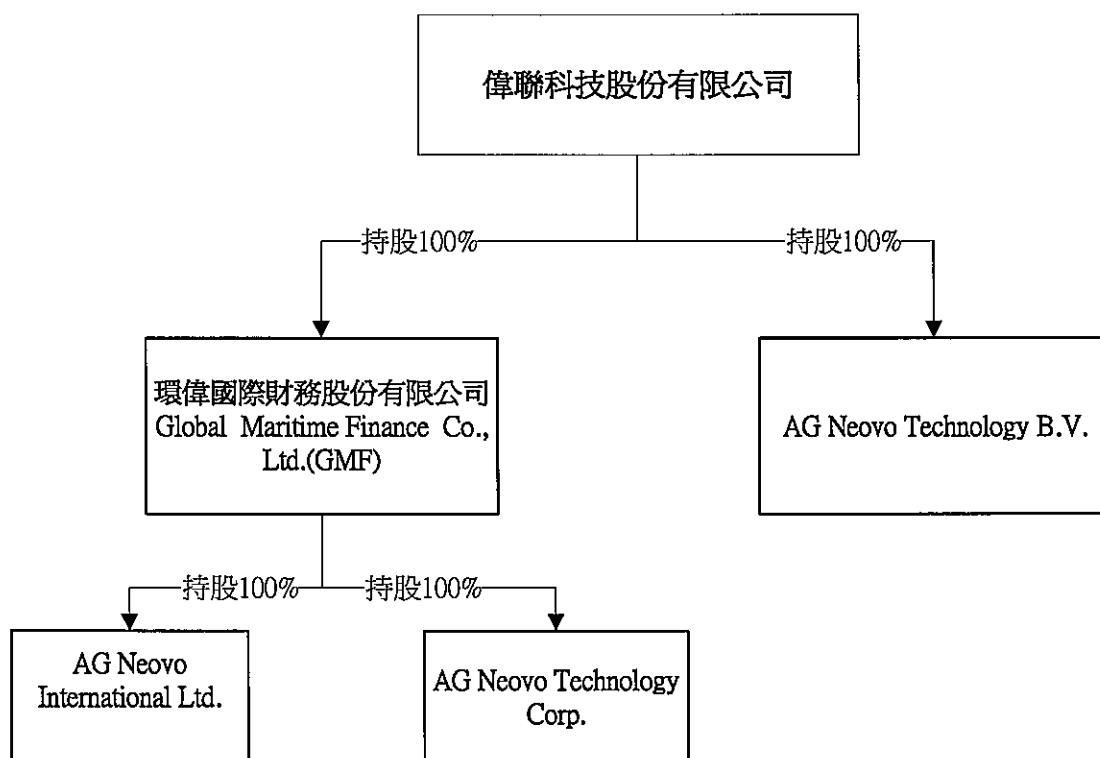 偉聯科技股份有限公司
持股100%
持股100%
環偉國際財務股份有限公司
Global Maritime Finance Co.,
Ltd.(GMF)
AG Neovo Technology B.V.
持股100%
持股100%
AG Neovo
International Ltd.
AG Neovo Technology
Corp.